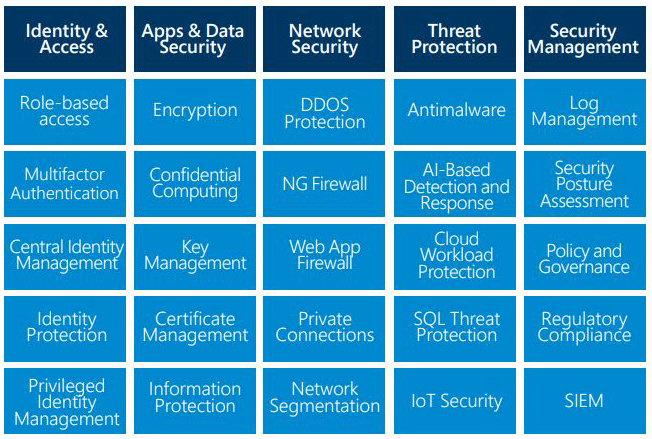 Identity &
Access
Apps & Data
Security
Network
Security
Threat
Protection
Security
Management
Role-based
access
Encryption
DDOS
Protection
Antimalware
Log
Management
Multifactor
Authentication
Confidential
Computing
NG Firewall
AI-Based
Detection and
Response
Security
Posture
Assessment
Central Identity
Management
Key
Management
Web App
Firewall
Cloud
Workload
Protection
Policy and
Governance
Identity
Protection
Certificate
Management
Private
Connections
SQL Threat
Protection
Regulatory
Compliance
Privileged
Identity
Management
Information
Protection
Network
Segmentation
IoT Security
SIEM